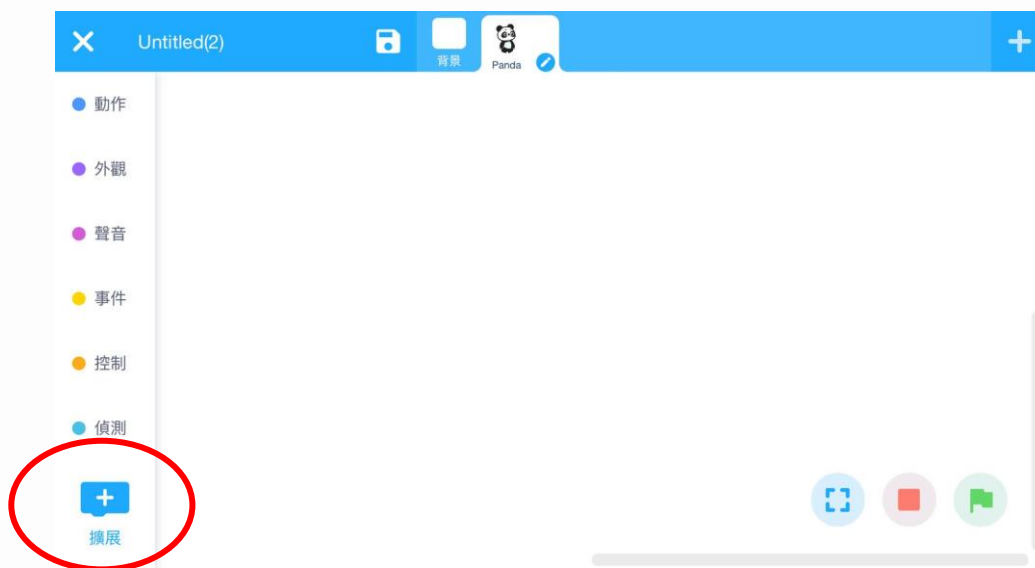 Untitled(2)
背景
Panda
動作
外觀
聲音
事件
控制
偵測
擴展